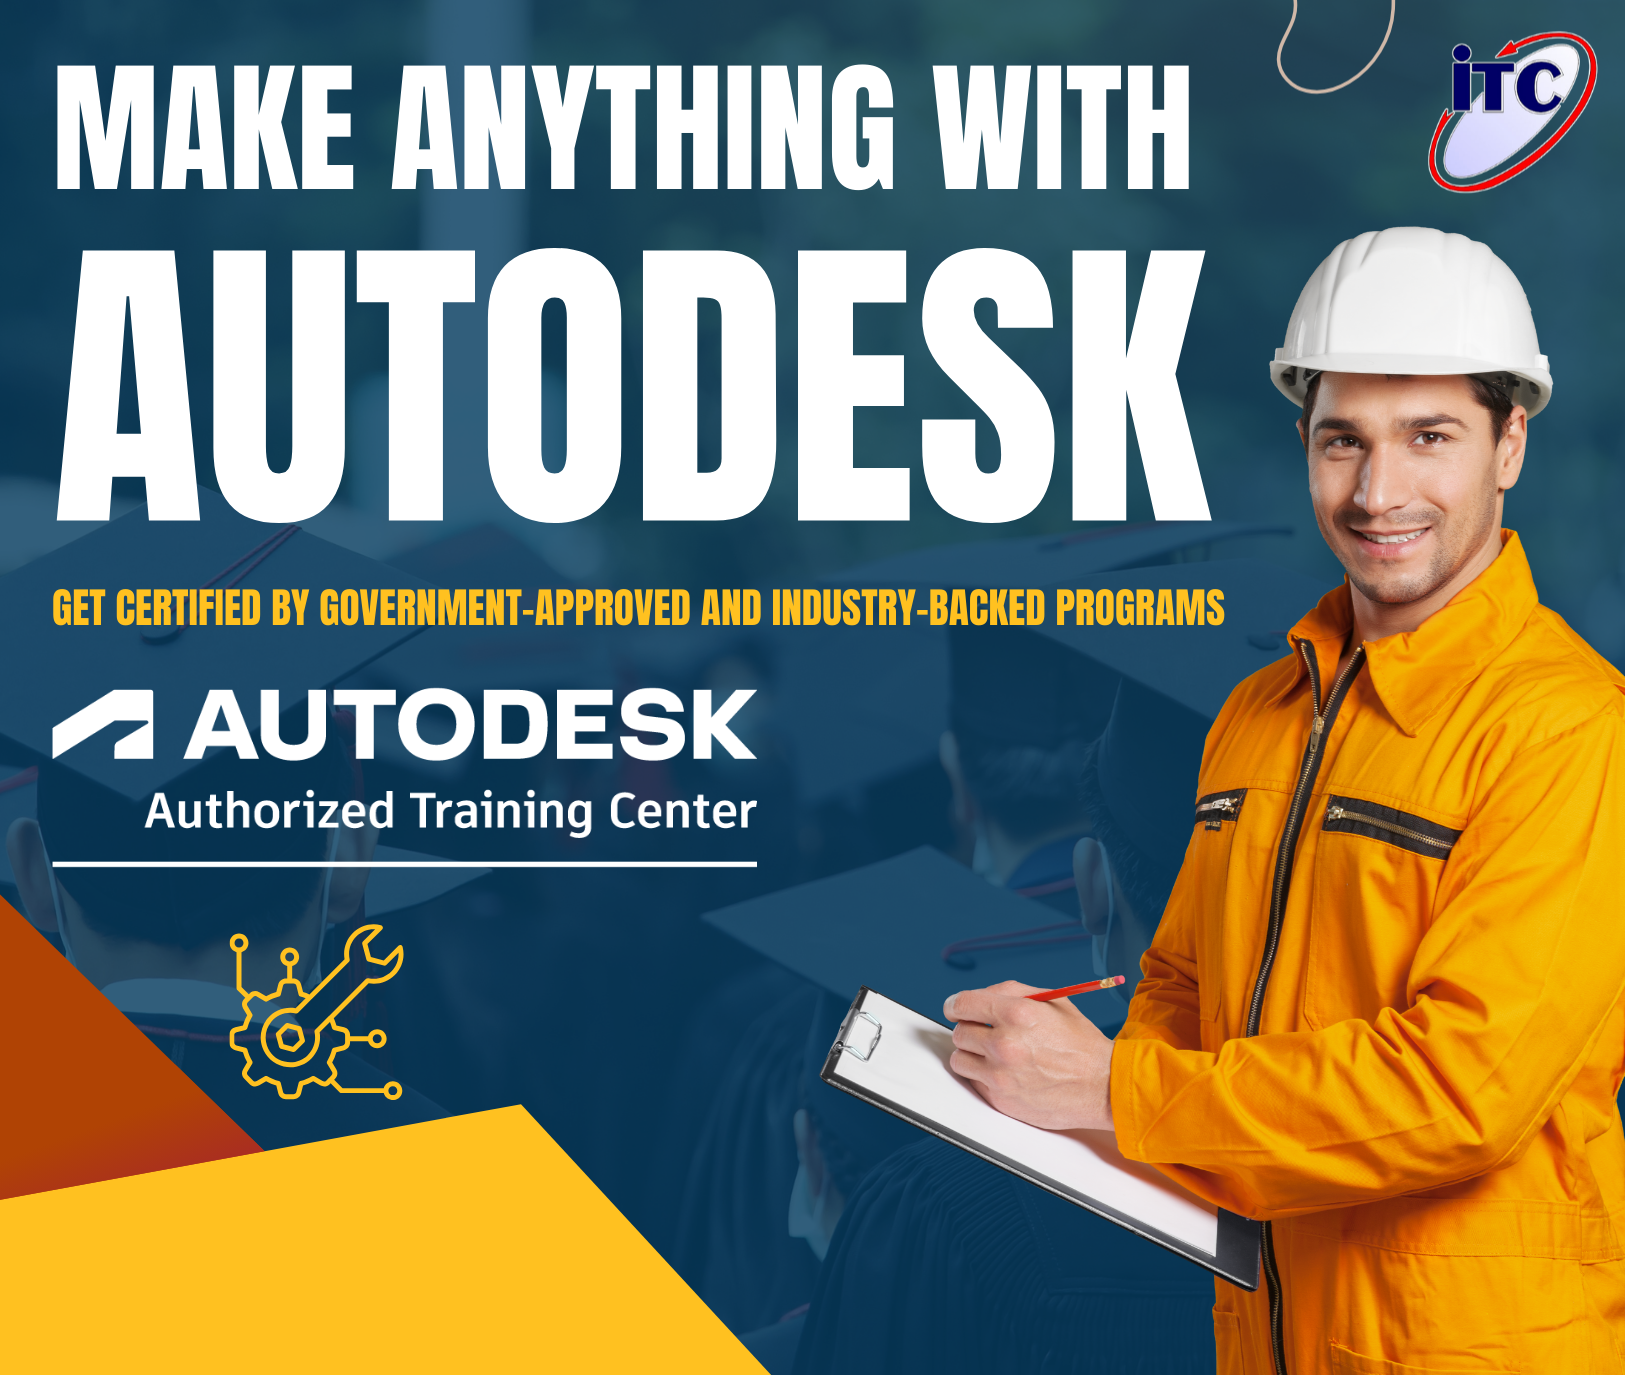 MAKE ANYTHING WITH
iTC
AUTODESK
GET CERTIFIED BY GOVERNMENT-APPROVED AND INDUSTRY-BACKED PROGRAMS
AUTODESK
Authorized Training Center